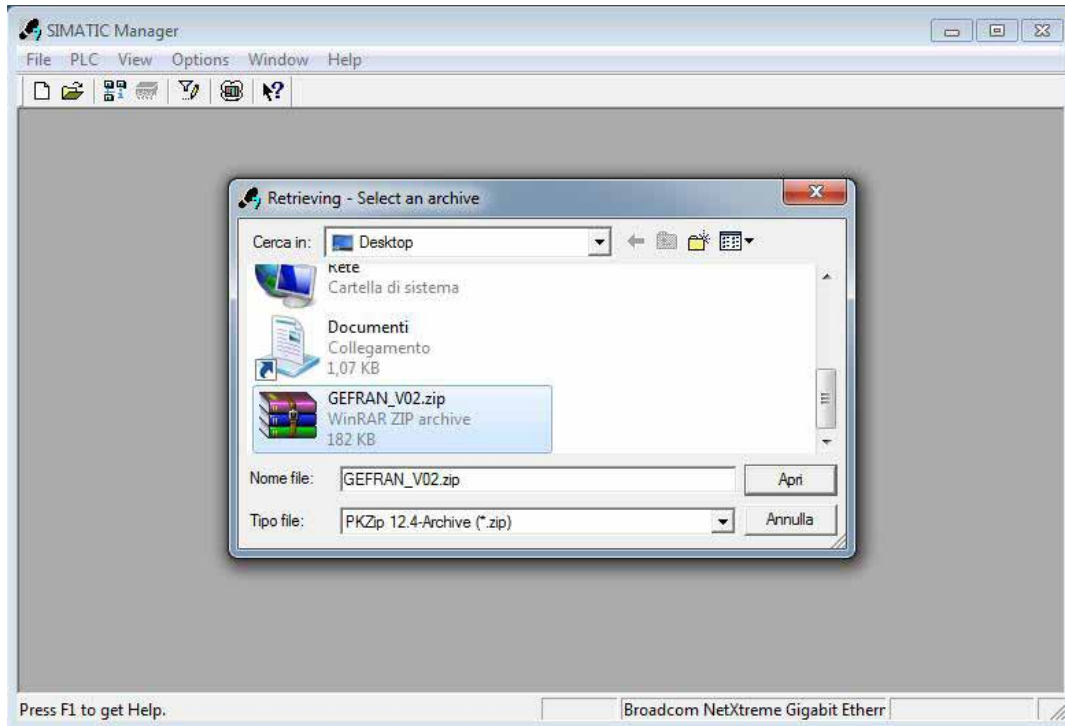 SIMATIC Manager
File PLC View Options Window Help
Retrieving - Select an archive
Cerca in: Desktop
Rete
Cartella di sistema
Documenti
Collegamento
1,07 KB
GEFRAN_V02.zip
WinRAR ZIP archive
182 KB
Nome file: GEFRAN_V02.zip Apri
Tipo file: PKZip 12.4-Archive (*.zip) Annulla
Press F1 to get Help. Broadcom NetXtreme Gigabit Etherr